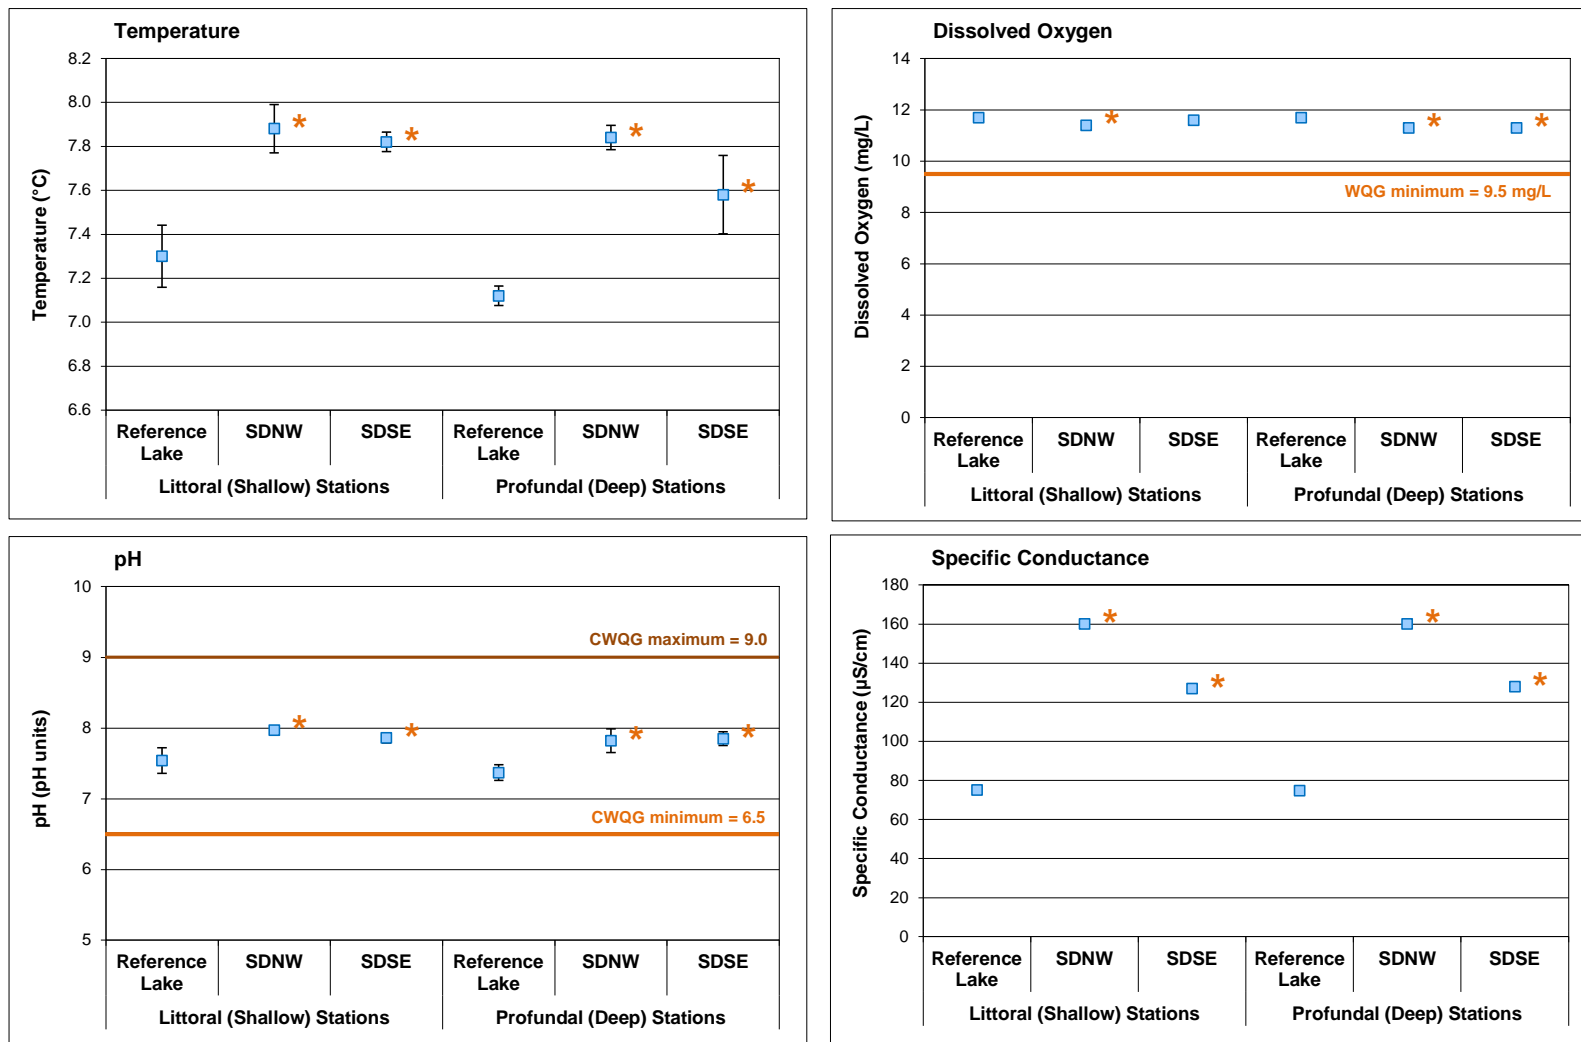 Temperature
Temperature (°C)
8.2
8.0
7.8
7.6
7.4
7.2
7.0
6.8
6.6
*
*
*
*
Reference Lake
SDNW
SDSE
Reference Lake
SDNW
SDSE
Littoral (Shallow) Stations
Profundal (Deep) Stations
Dissolved Oxygen
Dissolved Oxygen (mg/L)
14
12
10
8
6
4
2
0
*
*
*
WQG minimum = 9.5 mg/L
Reference Lake
SDNW
SDSE
Reference Lake
SDNW
SDSE
Littoral (Shallow) Stations
Profundal (Deep) Stations
pH
pH (pH units)
10
9
8
7
6
5
CWQG maximum = 9.0
*
*
*
*
CWQG minimum = 6.5
Reference Lake
SDNW
SDSE
Reference Lake
SDNW
SDSE
Littoral (Shallow) Stations
Profundal (Deep) Stations
Specific Conductance
Specific Conductance (µS/cm)
180
160
140
120
100
80
60
40
20
0
*
*
*
*
Reference Lake
SDNW
SDSE
Reference Lake
SDNW
SDSE
Littoral (Shallow) Stations
Profundal (Deep) Stations